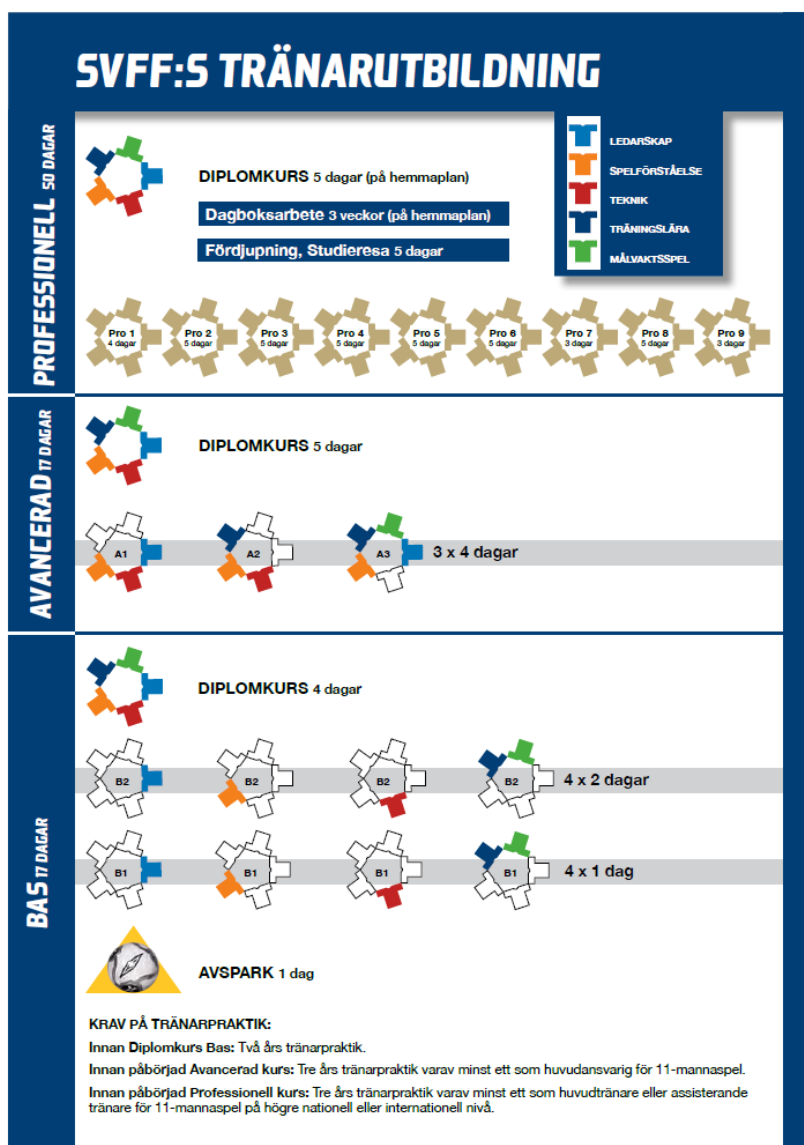 SVFF:S TRÄNARUTBILDNING
PROFESSIONELL 50 DAGAR
DIPLOMKURS 5 dagar (på hemmaplan)
Dagboksarbete 3 veckor (på hemmaplan)
Fördjupning, Studieresa 5 dagar
LEDARSKAP
SPELFÖRSTÅELSE
TEKNIK
TRÄNINGSLÄRA
MÅLVAKTSSPEL
Pro 1
4 dagar
Pro 2
5 dagar
Pro 3
5 dagar
Pro 4
5 dagar
Pro 5
5 dagar
Pro 6
5 dagar
Pro 7
3 dagar
Pro 8
5 dagar
Pro 9
3 dagar
AVANCERAD 17 DAGAR
DIPLOMKURS 5 dagar
A1
A2
A3
3 x 4 dagar
BAS 17 DAGAR
DIPLOMKURS 4 dagar
B2
B2
B2
B2
4 x 2 dagar
B1
B1
B1
B1
4 x 1 dag
AVSPARK 1 dag
KRAV PÅ TRÄNARPRAKTIK:
Innan Diplomkurs Bas: Två års tränarpraktik.
Innan påbörjad Avancerad kurs: Tre års tränarpraktik varav minst ett som huvudansvarig för 11-mannaspel.
Innan påbörjad Professionell kurs: Tre års tränarpraktik varav minst ett som huvudtränare eller assisterande
tränare för 11-mannaspel på högre nationell eller internationell nivå.